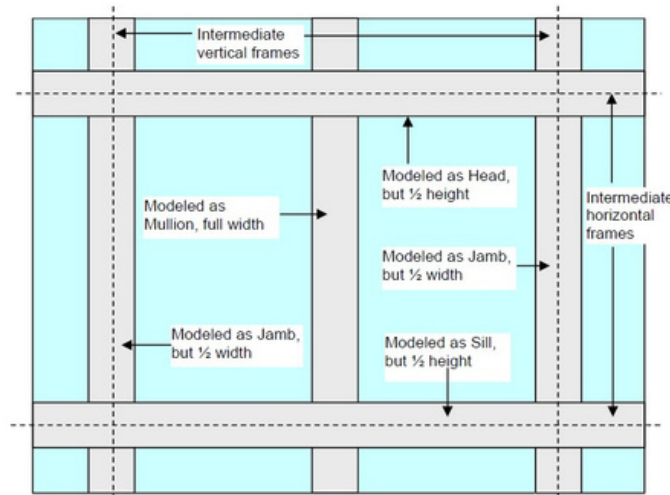 Intermediate
vertical frames
Modeled as Head,
but ½ height
Modeled as
Mullion, full width
Intermediate
horizontal
frames
Modeled as Jamb,
but ½ width
Modeled as Jamb,
but ½ width
Modeled as Sill,
but ½ height